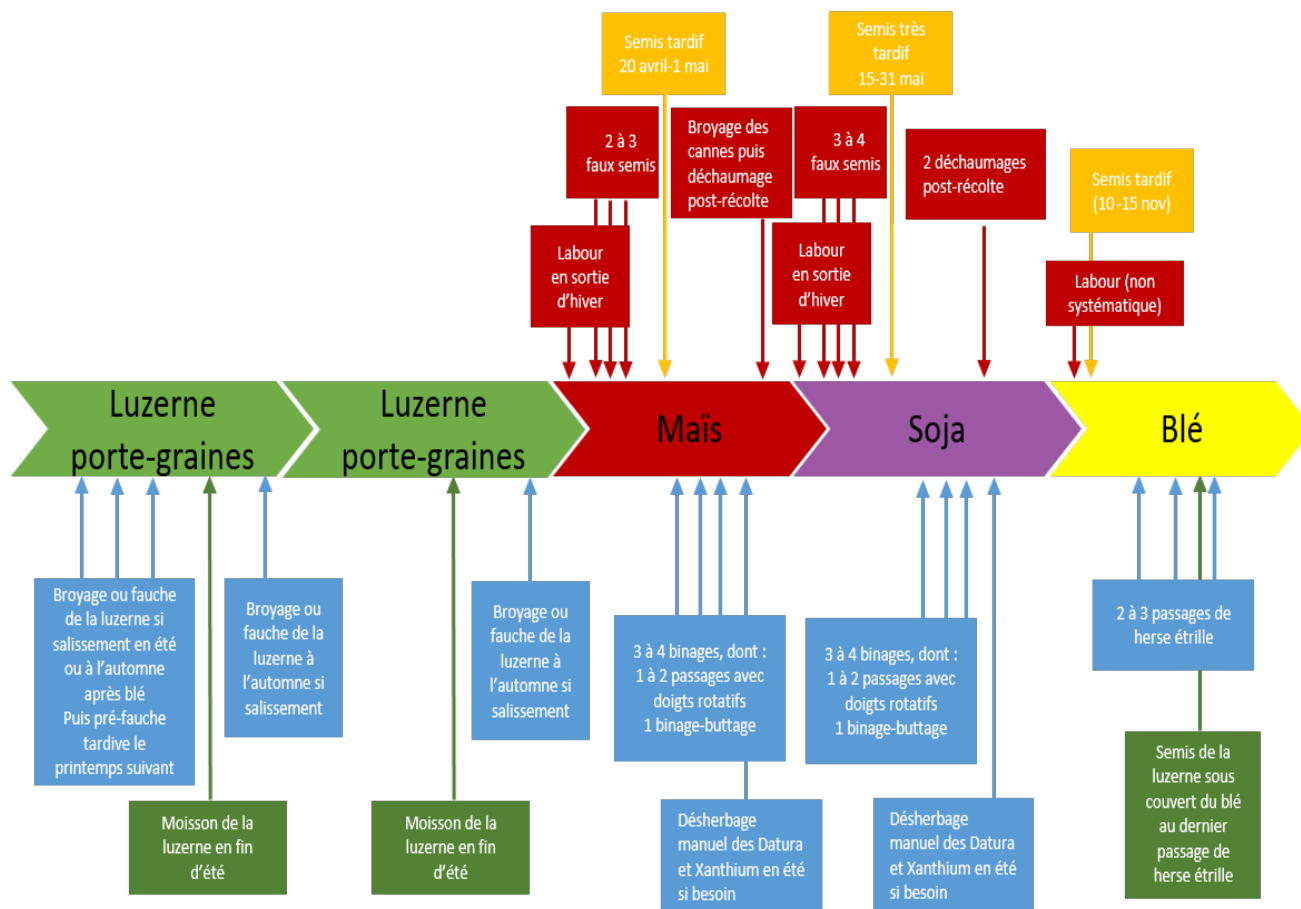 Semis tardif
20 avril-1 mai
Semis très
tardif
15-31 mai
2 à 3
faux semis
Broyage des
cannes puis
déchaumage
post-récolte
3 à 4
faux semis
2 déchaumages
post-récolte
Semis tardif
(10 -15 nov)
Labour
en sortie
d'hiver
Labour
en sortie
d'hiver
Labour (non
systématique)
Luzerne
porte-graines
Luzerne
porte-graines
Maïs
Soja
Blé
Broyage ou fauche
de la luzerne si
salissement en été
ou à l'automne
après blé
Puis pré-fauche
tardive le
printemps suivant
Broyage ou
fauche de la
luzerne à
l'automne si
salissement
Broyage ou
fauche de la
luzerne à
l'automne si
salissement
3 à 4 binages, dont :
1 à 2 passages avec
doigts rotatifs
1 binage-buttage
3 à 4 binages, dont :
1 à 2 passages avec
doigts rotatifs
1 binage-buttage
2 à 3 passages de
herse étrille
Moisson de la
luzerne en fin
d'été
Moisson de la
luzerne en fin
d'été
Désherbage
manuel des Datura
et Xanthium en été
si besoin
Désherbage
manuel des Datura
et Xanthium en été
si besoin
Semis de la
luzerne sous
couvert du blé
au dernier
passage de
herse étrille